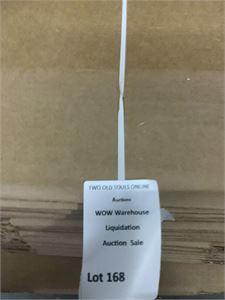 TWO OLD SOULS ONLINE
Auctions
WOW Warehouse
Liquidation
Auction Sale
Lot 168